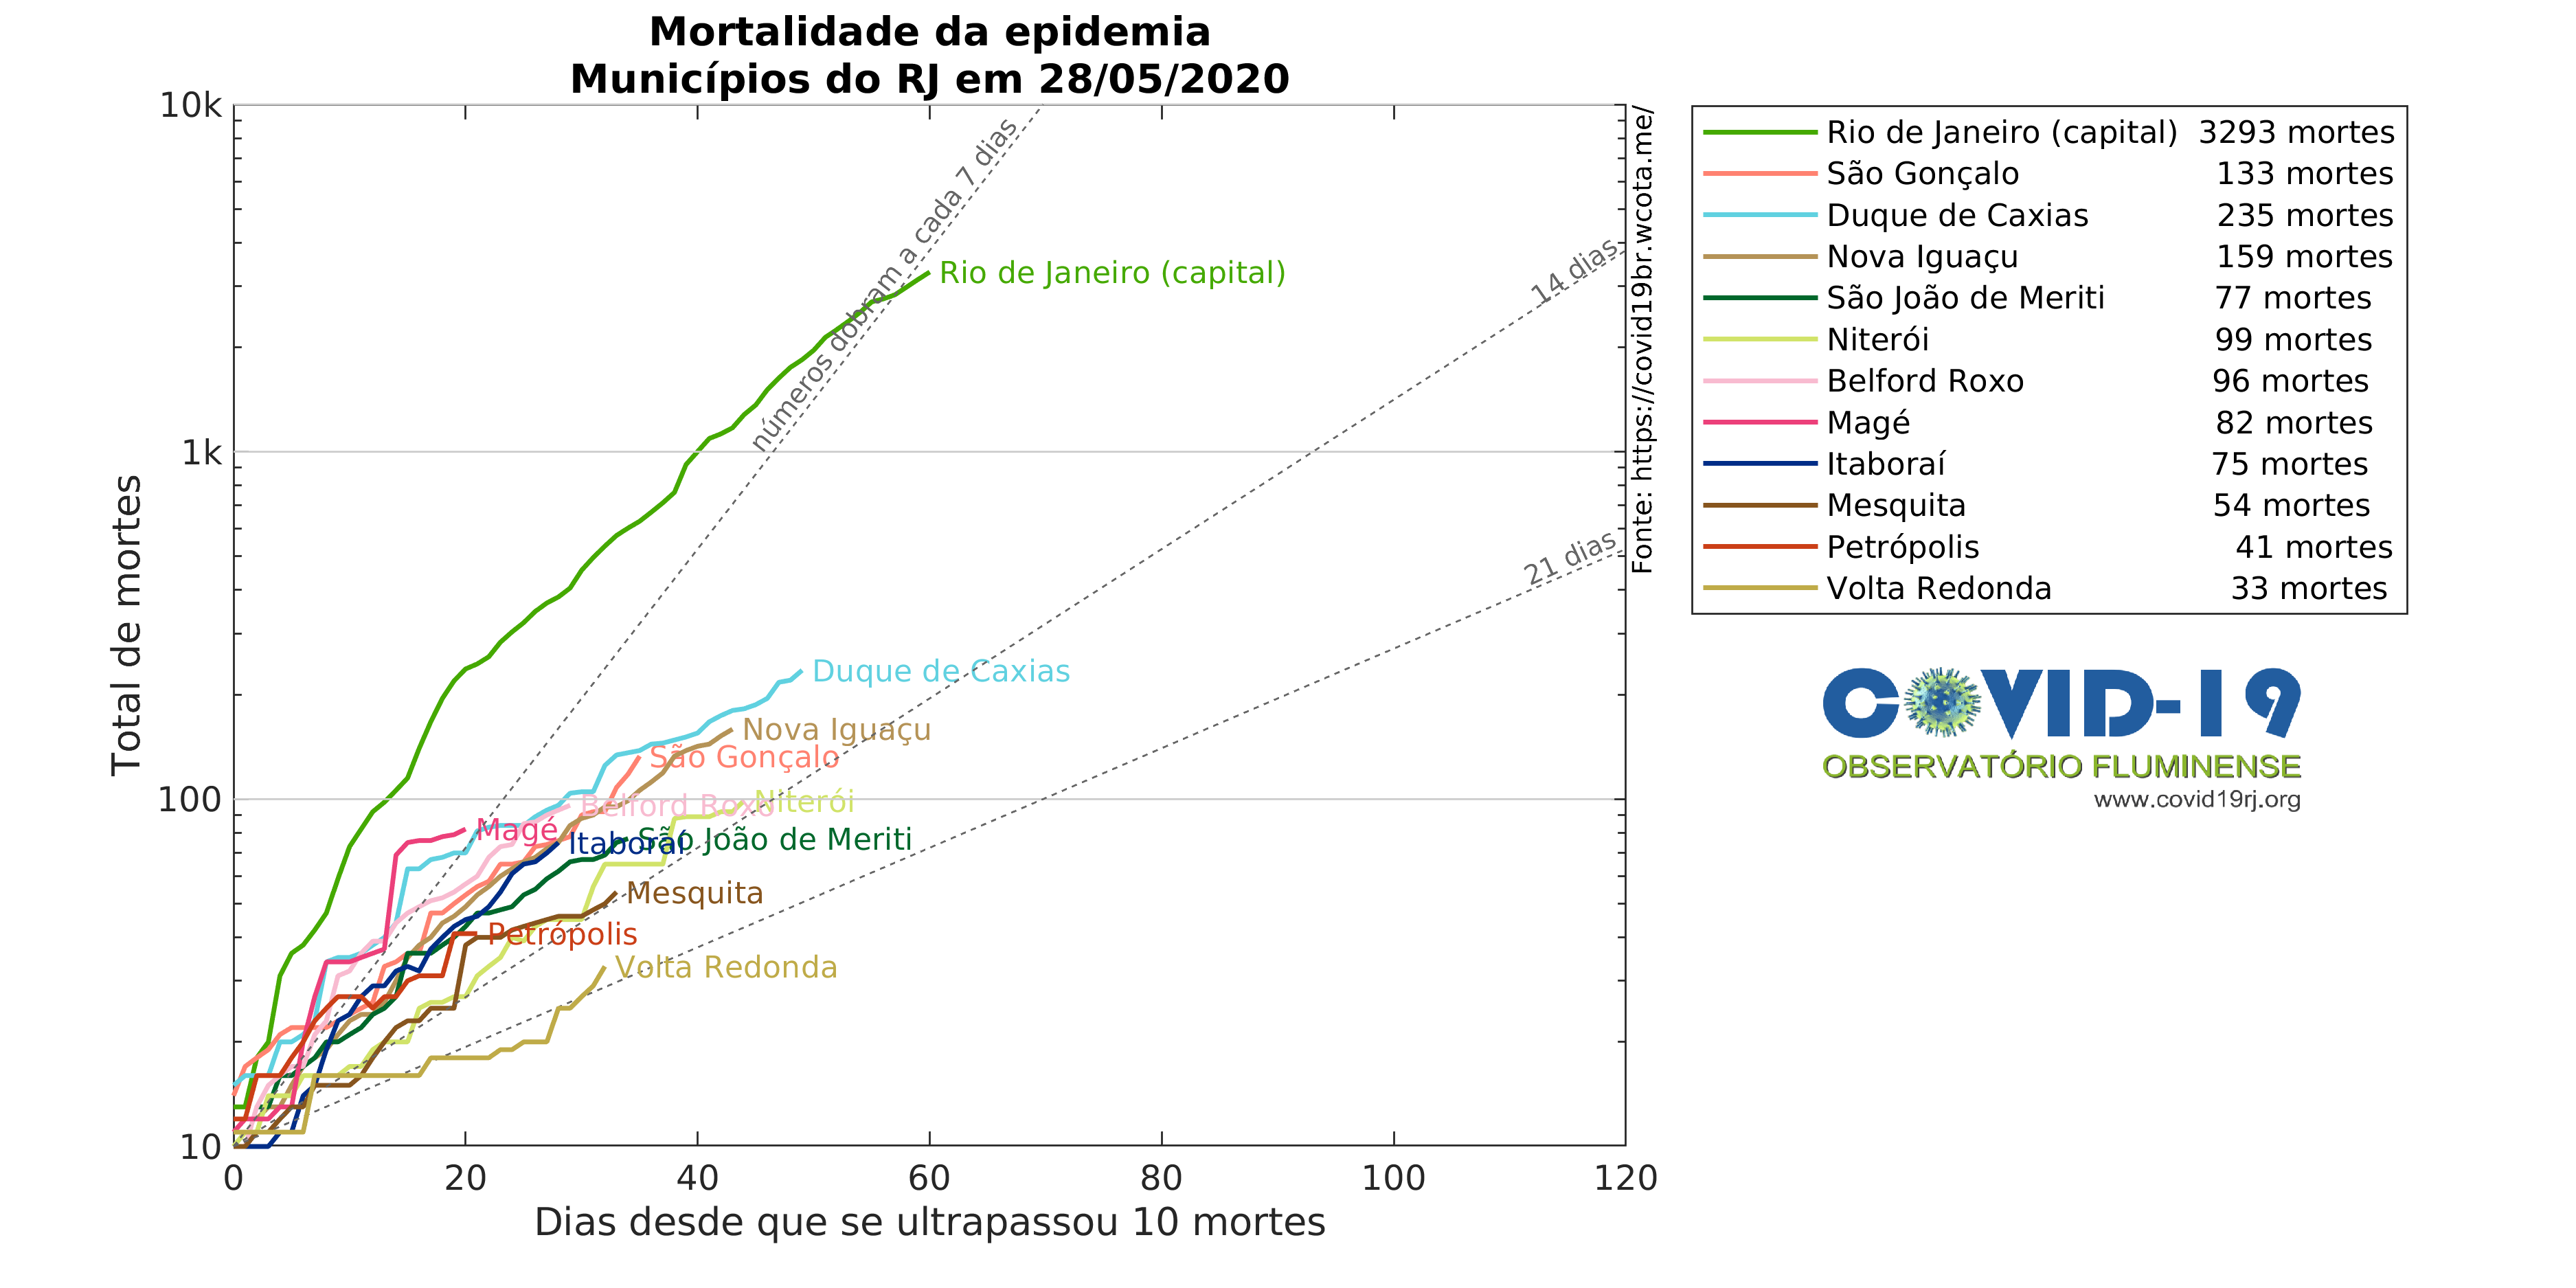 Mortalidade da epidemia
Municípios do RJ em 28/05/2020
10k
1k
100
10
Total de mortes
0 20 40 60 80 100 120
Dias desde que se ultrapassou 10 mortes
números dobram a cada 7 dias
14 dias
21 dias
Rio de Janeiro (capital)
Duque de Caxias
Nova Iguaçu
São Gonçalo
Belford Roxo
Niterói
Magé
Itaboraí
São João de Meriti
Mesquita
Petrópolis
Volta Redonda
Fonte: https://covid19br.wcota.me/
Rio de Janeiro (capital) 3293 mortes
São Gonçalo 133 mortes
Duque de Caxias 235 mortes
Nova Iguaçu 159 mortes
São João de Meriti 77 mortes
Niterói 99 mortes
Belford Roxo 96 mortes
Magé 82 mortes
Itaboraí 75 mortes
Mesquita 54 mortes
Petrópolis 41 mortes
Volta Redonda 33 mortes
COVID-19
OBSERVATÓRIO FLUMINENSE
www.covid19rj.org